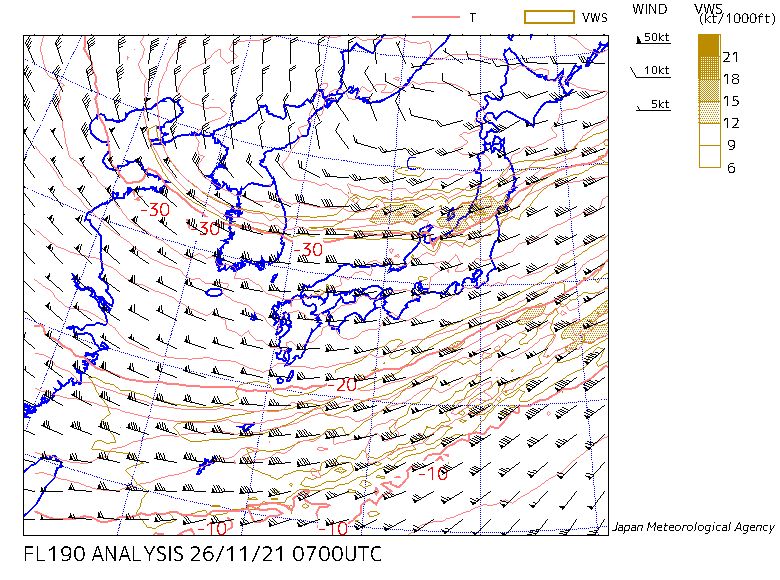 T VWS WIND VWS
(kt/1000ft)
50kt
10kt
5kt
21
18
15
12
9
6
-30
-30
-30
-20
-10
-10
-10
Japan Meteorological Agency
FL190 ANALYSIS 26/11/21 0700UTC